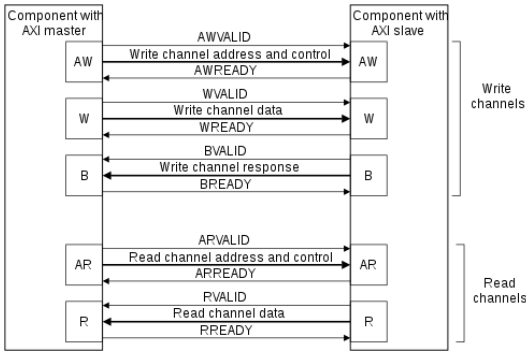 Component with
AXI master
Component with
AXI slave
AWVALID
AW
Write channel address and control
AW
AWREADY
WVALID
W
Write channel data
W
WREADY
Write
channels
BVALID
B
Write channel response
B
BREADY
ARVALID
AR
Read channel address and control
AR
ARREADY
Read
channels
RVALID
R
Read channel data
R
RREADY